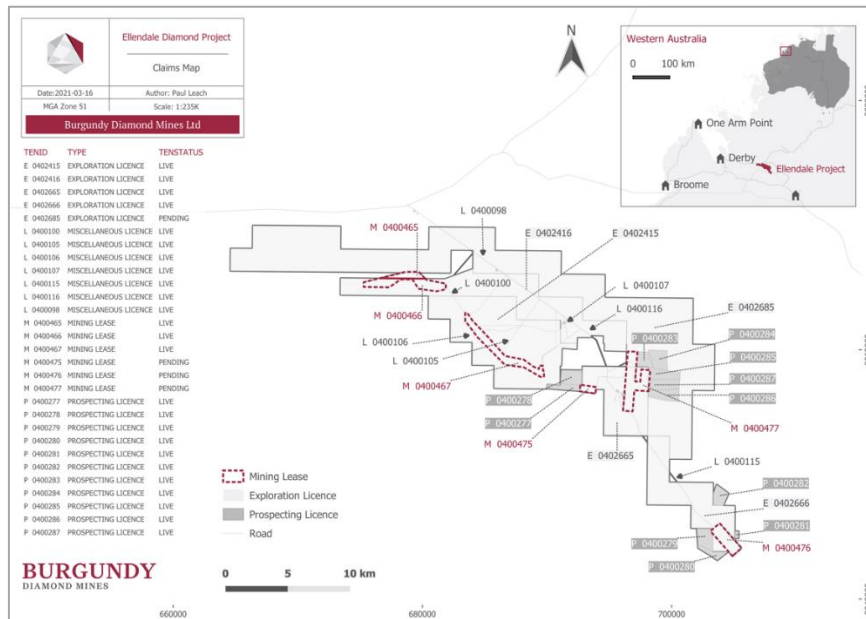 Ellendale Diamond Project
Claims Map
Date:2021-03-16
Author: Paul Leach
MGA Zone 51
Scale: 1:235K
Burgundy Diamond Mines Ltd
TENID TYPE TENSTATUS
E 0402415 EXPLORATION LICENCE LIVE
E 0402416 EXPLORATION LICENCE LIVE
E 0402665 EXPLORATION LICENCE LIVE
E 0402666 EXPLORATION LICENCE LIVE
E 0402685 EXPLORATION LICENCE PENDING
L 0400100 MISCELLANEOUS LICENCE LIVE
L 0400105 MISCELLANEOUS LICENCE LIVE
L 0400106 MISCELLANEOUS LICENCE LIVE
L 0400107 MISCELLANEOUS LICENCE LIVE
L 0400115 MISCELLANEOUS LICENCE LIVE
L 0400116 MISCELLANEOUS LICENCE LIVE
L 0400098 MISCELLANEOUS LICENCE LIVE
M 0400465 MINING LEASE LIVE
M 0400466 MINING LEASE LIVE
M 0400467 MINING LEASE LIVE
M 0400475 MINING LEASE PENDING
M 0400476 MINING LEASE PENDING
M 0400477 MINING LEASE PENDING
P 0400277 PROSPECTING LICENCE LIVE
P 0400278 PROSPECTING LICENCE LIVE
P 0400279 PROSPECTING LICENCE LIVE
P 0400280 PROSPECTING LICENCE LIVE
P 0400281 PROSPECTING LICENCE LIVE
P 0400282 PROSPECTING LICENCE LIVE
P 0400283 PROSPECTING LICENCE LIVE
P 0400284 PROSPECTING LICENCE LIVE
P 0400285 PROSPECTING LICENCE LIVE
P 0400286 PROSPECTING LICENCE LIVE
P 0400287 PROSPECTING LICENCE LIVE
N
Western Australia
0 100 km
One Arm Point
Derby
Ellendale Project
Broome
L 0400098
M 0400465
E 0402416
E 0402415
L 0400100
L 0400107
M 0400466
L 0400116
E 0402685
L 0400106
P 0400283
P 0400284
L 0400105
P 0400285
M 0400467
P 0400287
P 0400278
P 0400286
P 0400277
M 0400475
M 0400477
E 0402665
L 0400115
P 0400282
E 0402666
P 0400281
P 0400279
M 0400476
P 0400280
Mining Lease
Exploration Licence
Prospecting Licence
Road
BURGUNDY
DIAMOND MINES
0 5 10 km
660000 680000 700000